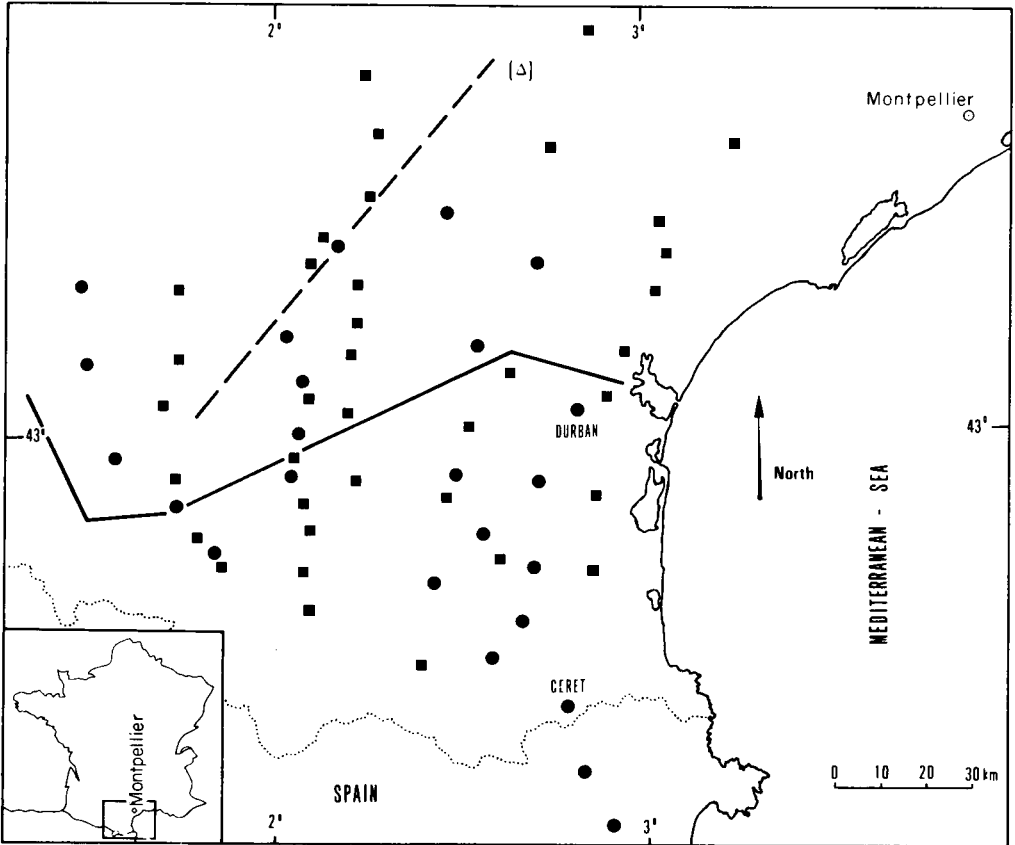 2° 3°
(Δ)
Montpellier
43° 43°
DURBAN
North
MEDITERRANEAN - SEA
CERET
Montpellier
SPAIN
0 10 20 30 km
2° 3°